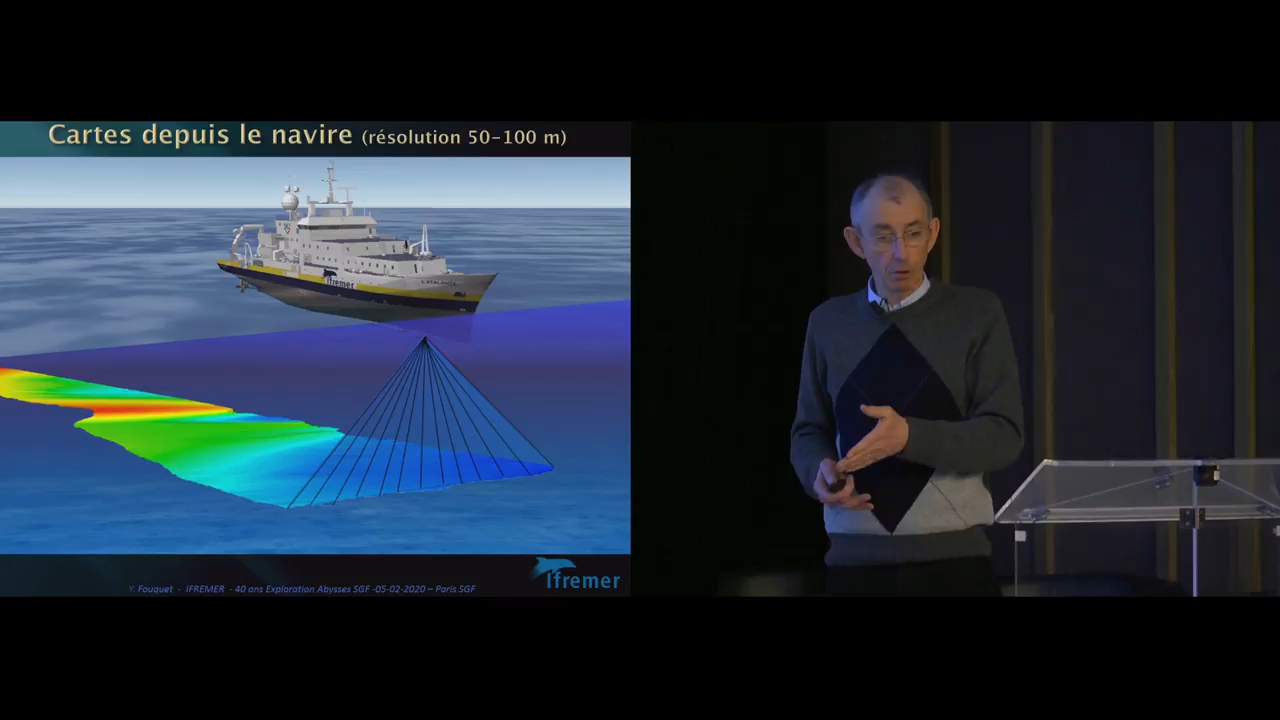 Cartes depuis le navire (résolution 50-100 m)
ifremer
L'ATALANTE
Ifremer
Y. Fouquet - IFREMER - 40 ans Exploration Abysses SGF -05-02-2020 – Paris SGF